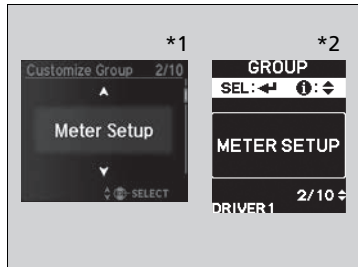 *1
Customize Group 2/10
Meter Setup
SELECT
*2
GROUP
SEL: i:
METER SETUP
2/10
DRIVER1